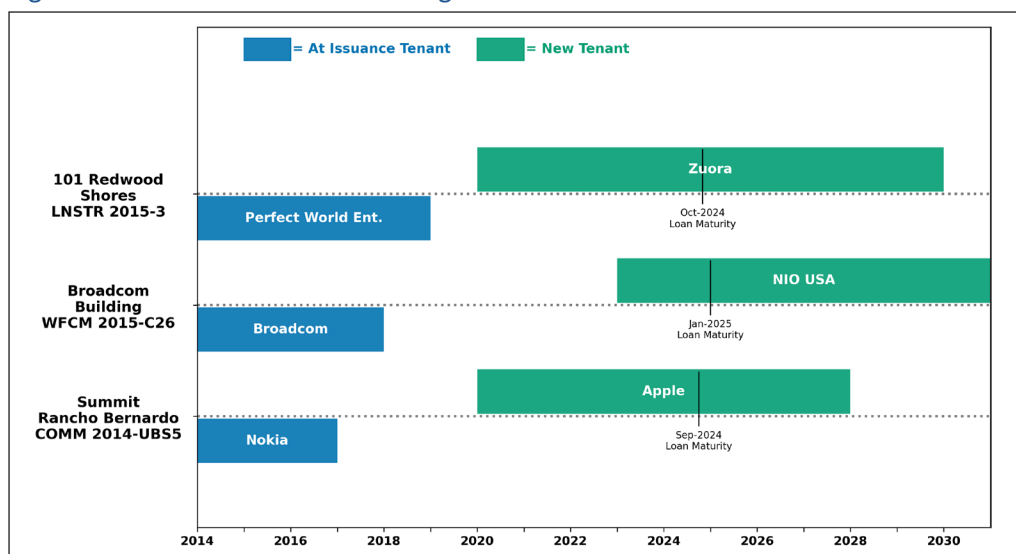 = At Issuance Tenant
= New Tenant
101 Redwood
Shores
LNSTR 2015-3
Zuora
Oct-2024
Loan Maturity
Perfect World Ent.
Broadcom
Building
WFCM 2015-C26
NIO USA
Jan-2025
Loan Maturity
Broadcom
Summit
Rancho Bernardo
COMM 2014-UBS5
Apple
Sep-2024
Loan Maturity
Nokia
2014 2016 2018 2020 2022 2024 2026 2028 2030